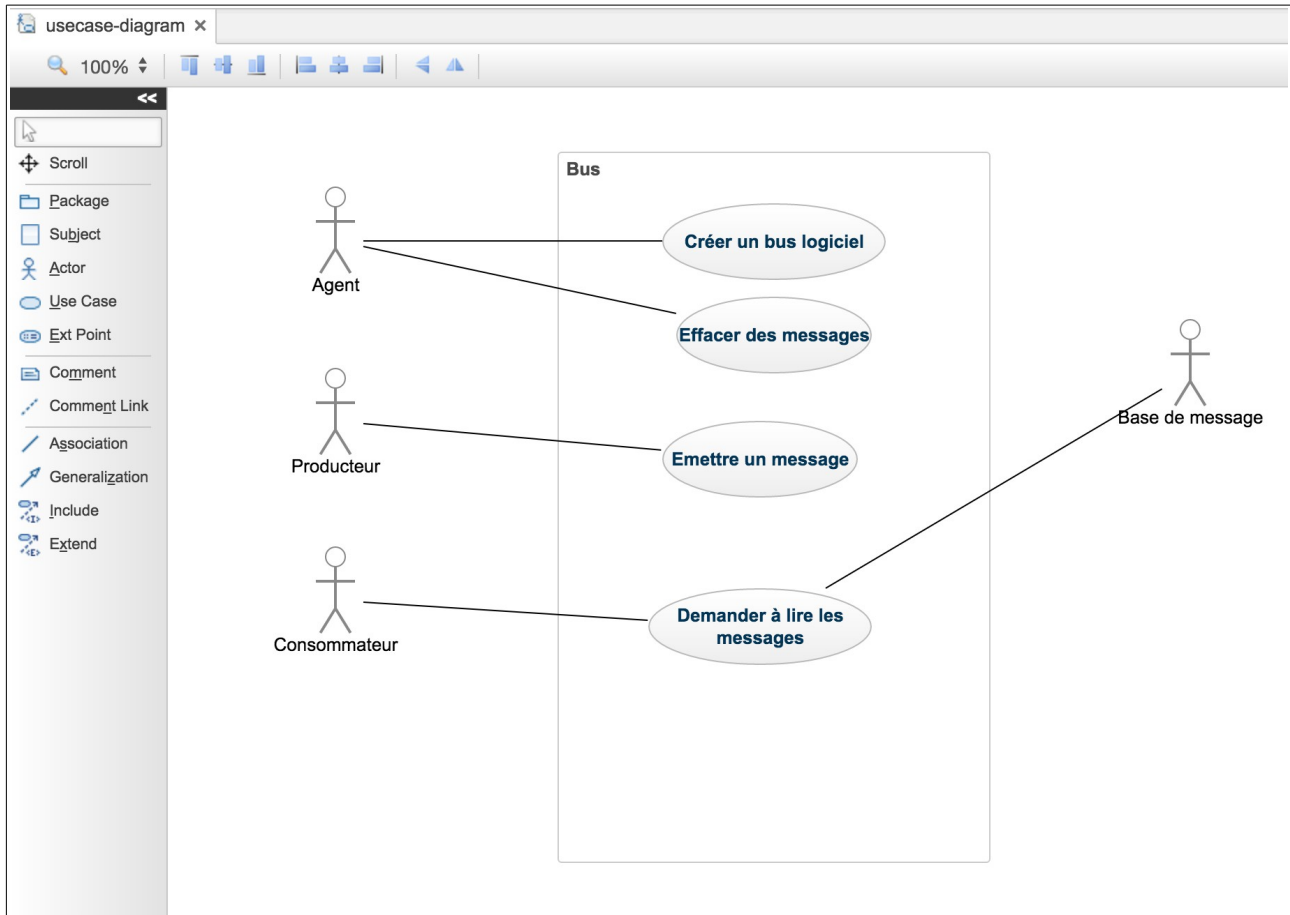 usecase-diagram ×
100%
<<
Scroll
Package
Subject
Actor
Use Case
Ext Point
Comment
Comment Link
Association
Generalization
Include
Extend
Bus
Agent
Créer un bus logiciel
Effacer des messages
Base de message
Producteur
Emettre un message
Consommateur
Demander à lire les
messages